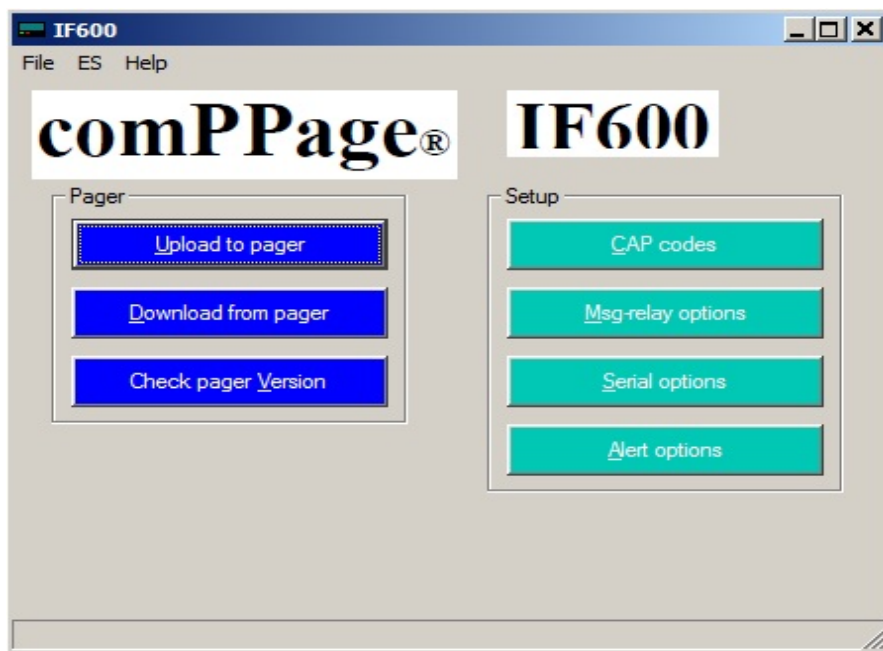 IF600
File ES Help
comPPage® IF600
Pager
Upload to pager
Download from pager
Check pager Version
Setup
CAP codes
Msg-relay options
Serial options
Alert options